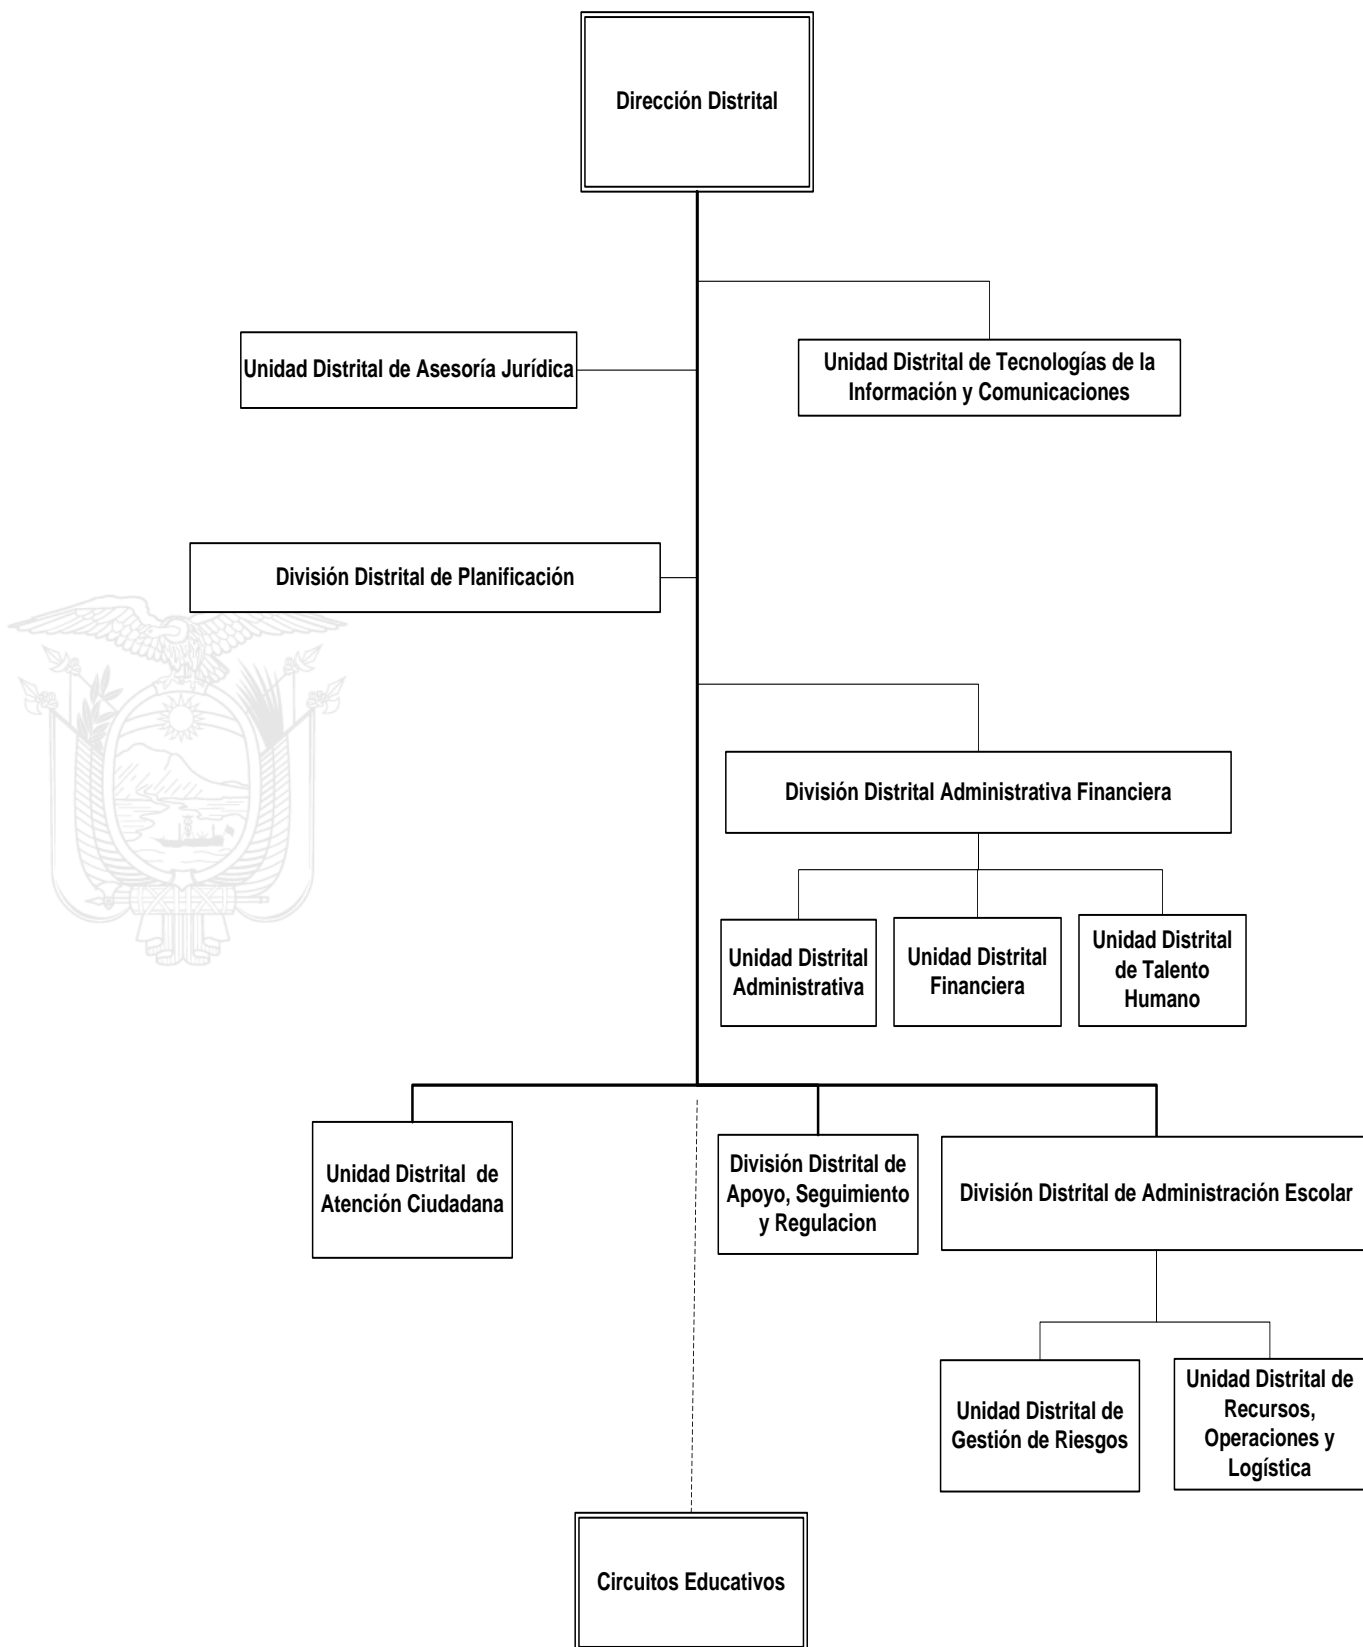 Dirección Distrital
Unidad Distrital de Asesoría Jurídica
Unidad Distrital de Tecnologías de la
Información y Comunicaciones
División Distrital de Planificación
División Distrital Administrativa Financiera
Unidad Distrital
Administrativa
Unidad Distrital
Financiera
Unidad Distrital
de Talento
Humano
Unidad Distrital  de
Atención Ciudadana
División Distrital de
Apoyo, Seguimiento
y Regulacion
División Distrital de Administración Escolar
Unidad Distrital de
Gestión de Riesgos
Unidad Distrital de
Recursos,
Operaciones y
Logística
Circuitos Educativos